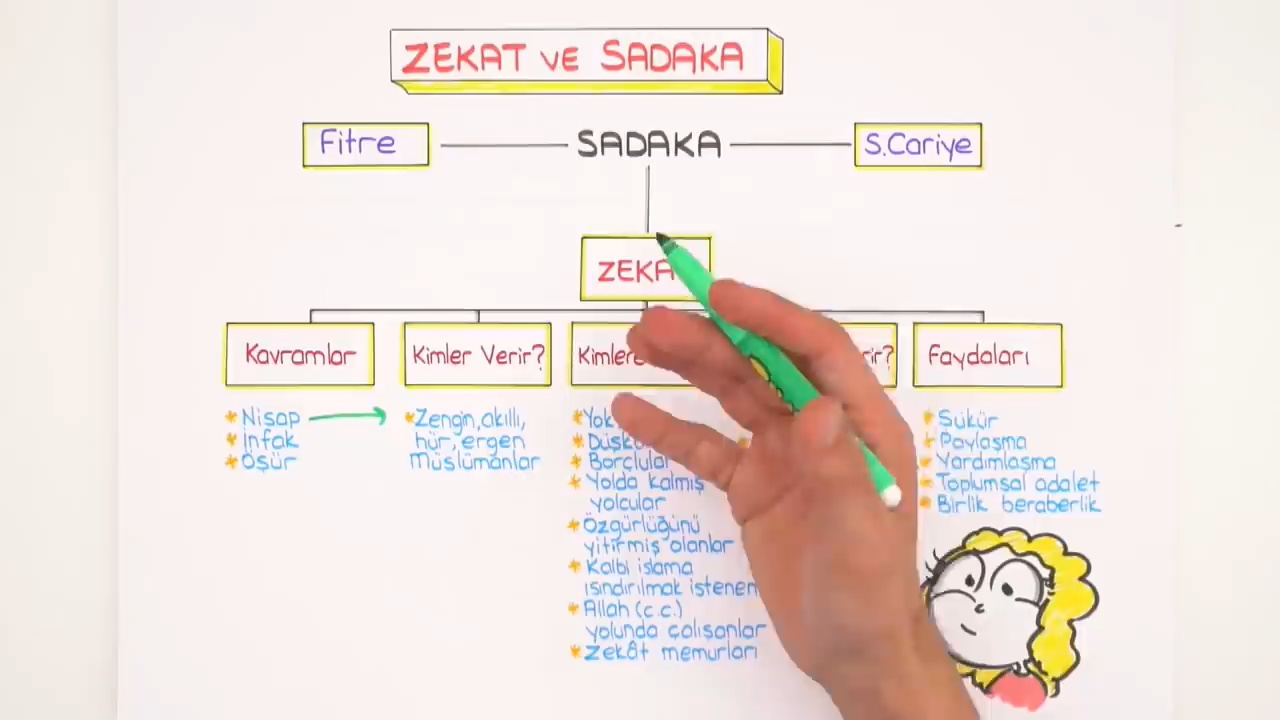 ZEKAT VE SADAKA
Fitre
SADAKA
S.Cariye
ZEKA
Kavramlar
Kimler Verir?
Faydaları
* Nisap
* İnfak
* Öşür
* Zengin, akıllı,
hür, ergen
Müslümanlar
* Borçlular
* Yolda kalmış
yolcular
* Özgürlüğünü
yitirmiş olanlar
* Kalbi islama
ısındırılmak istenen
* Allah (c.c.)
yolunda çalışanlar
* Zekât memurları
* Şükür
* Paylaşma
* Yardımlaşma
* Toplumsal adalet
* Birlik beraberlik